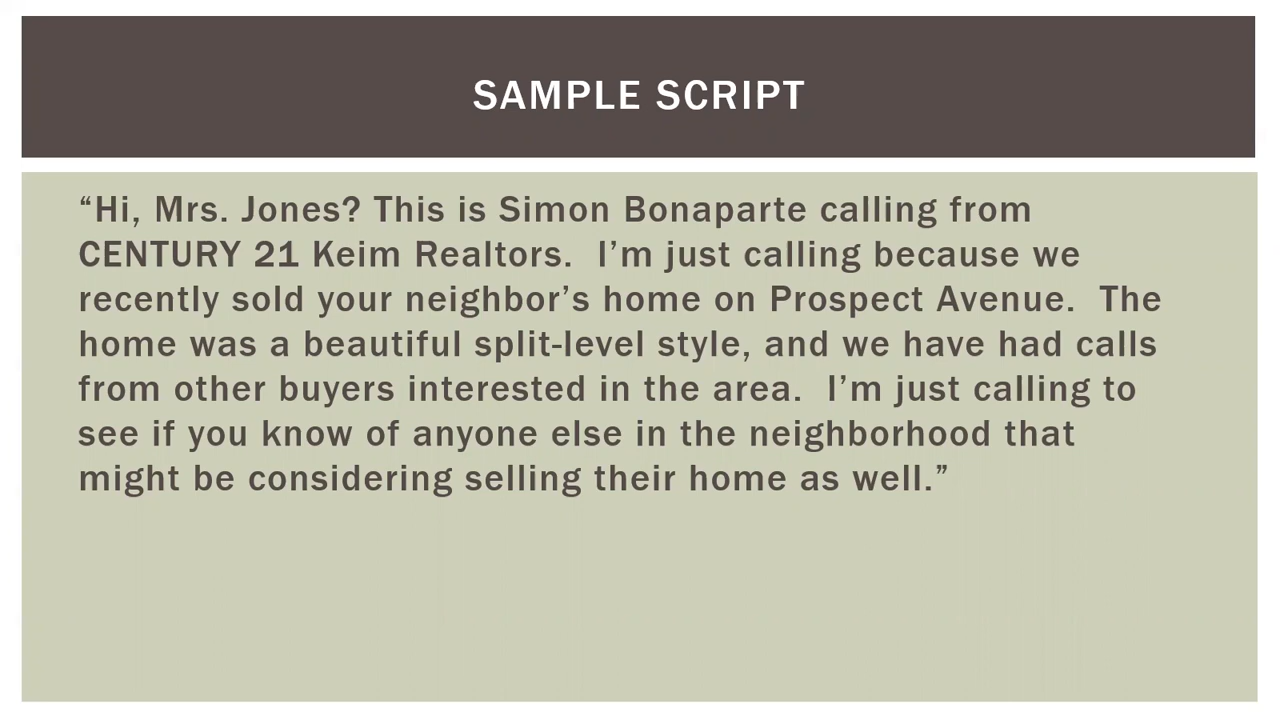 SAMPLE SCRIPT
“Hi, Mrs. Jones? This is Simon Bonaparte calling from
CENTURY 21 Keim Realtors.  I’m just calling because we
recently sold your neighbor’s home on Prospect Avenue.  The
home was a beautiful split-level style, and we have had calls
from other buyers interested in the area.  I’m just calling to
see if you know of anyone else in the neighborhood that
might be considering selling their home as well.”